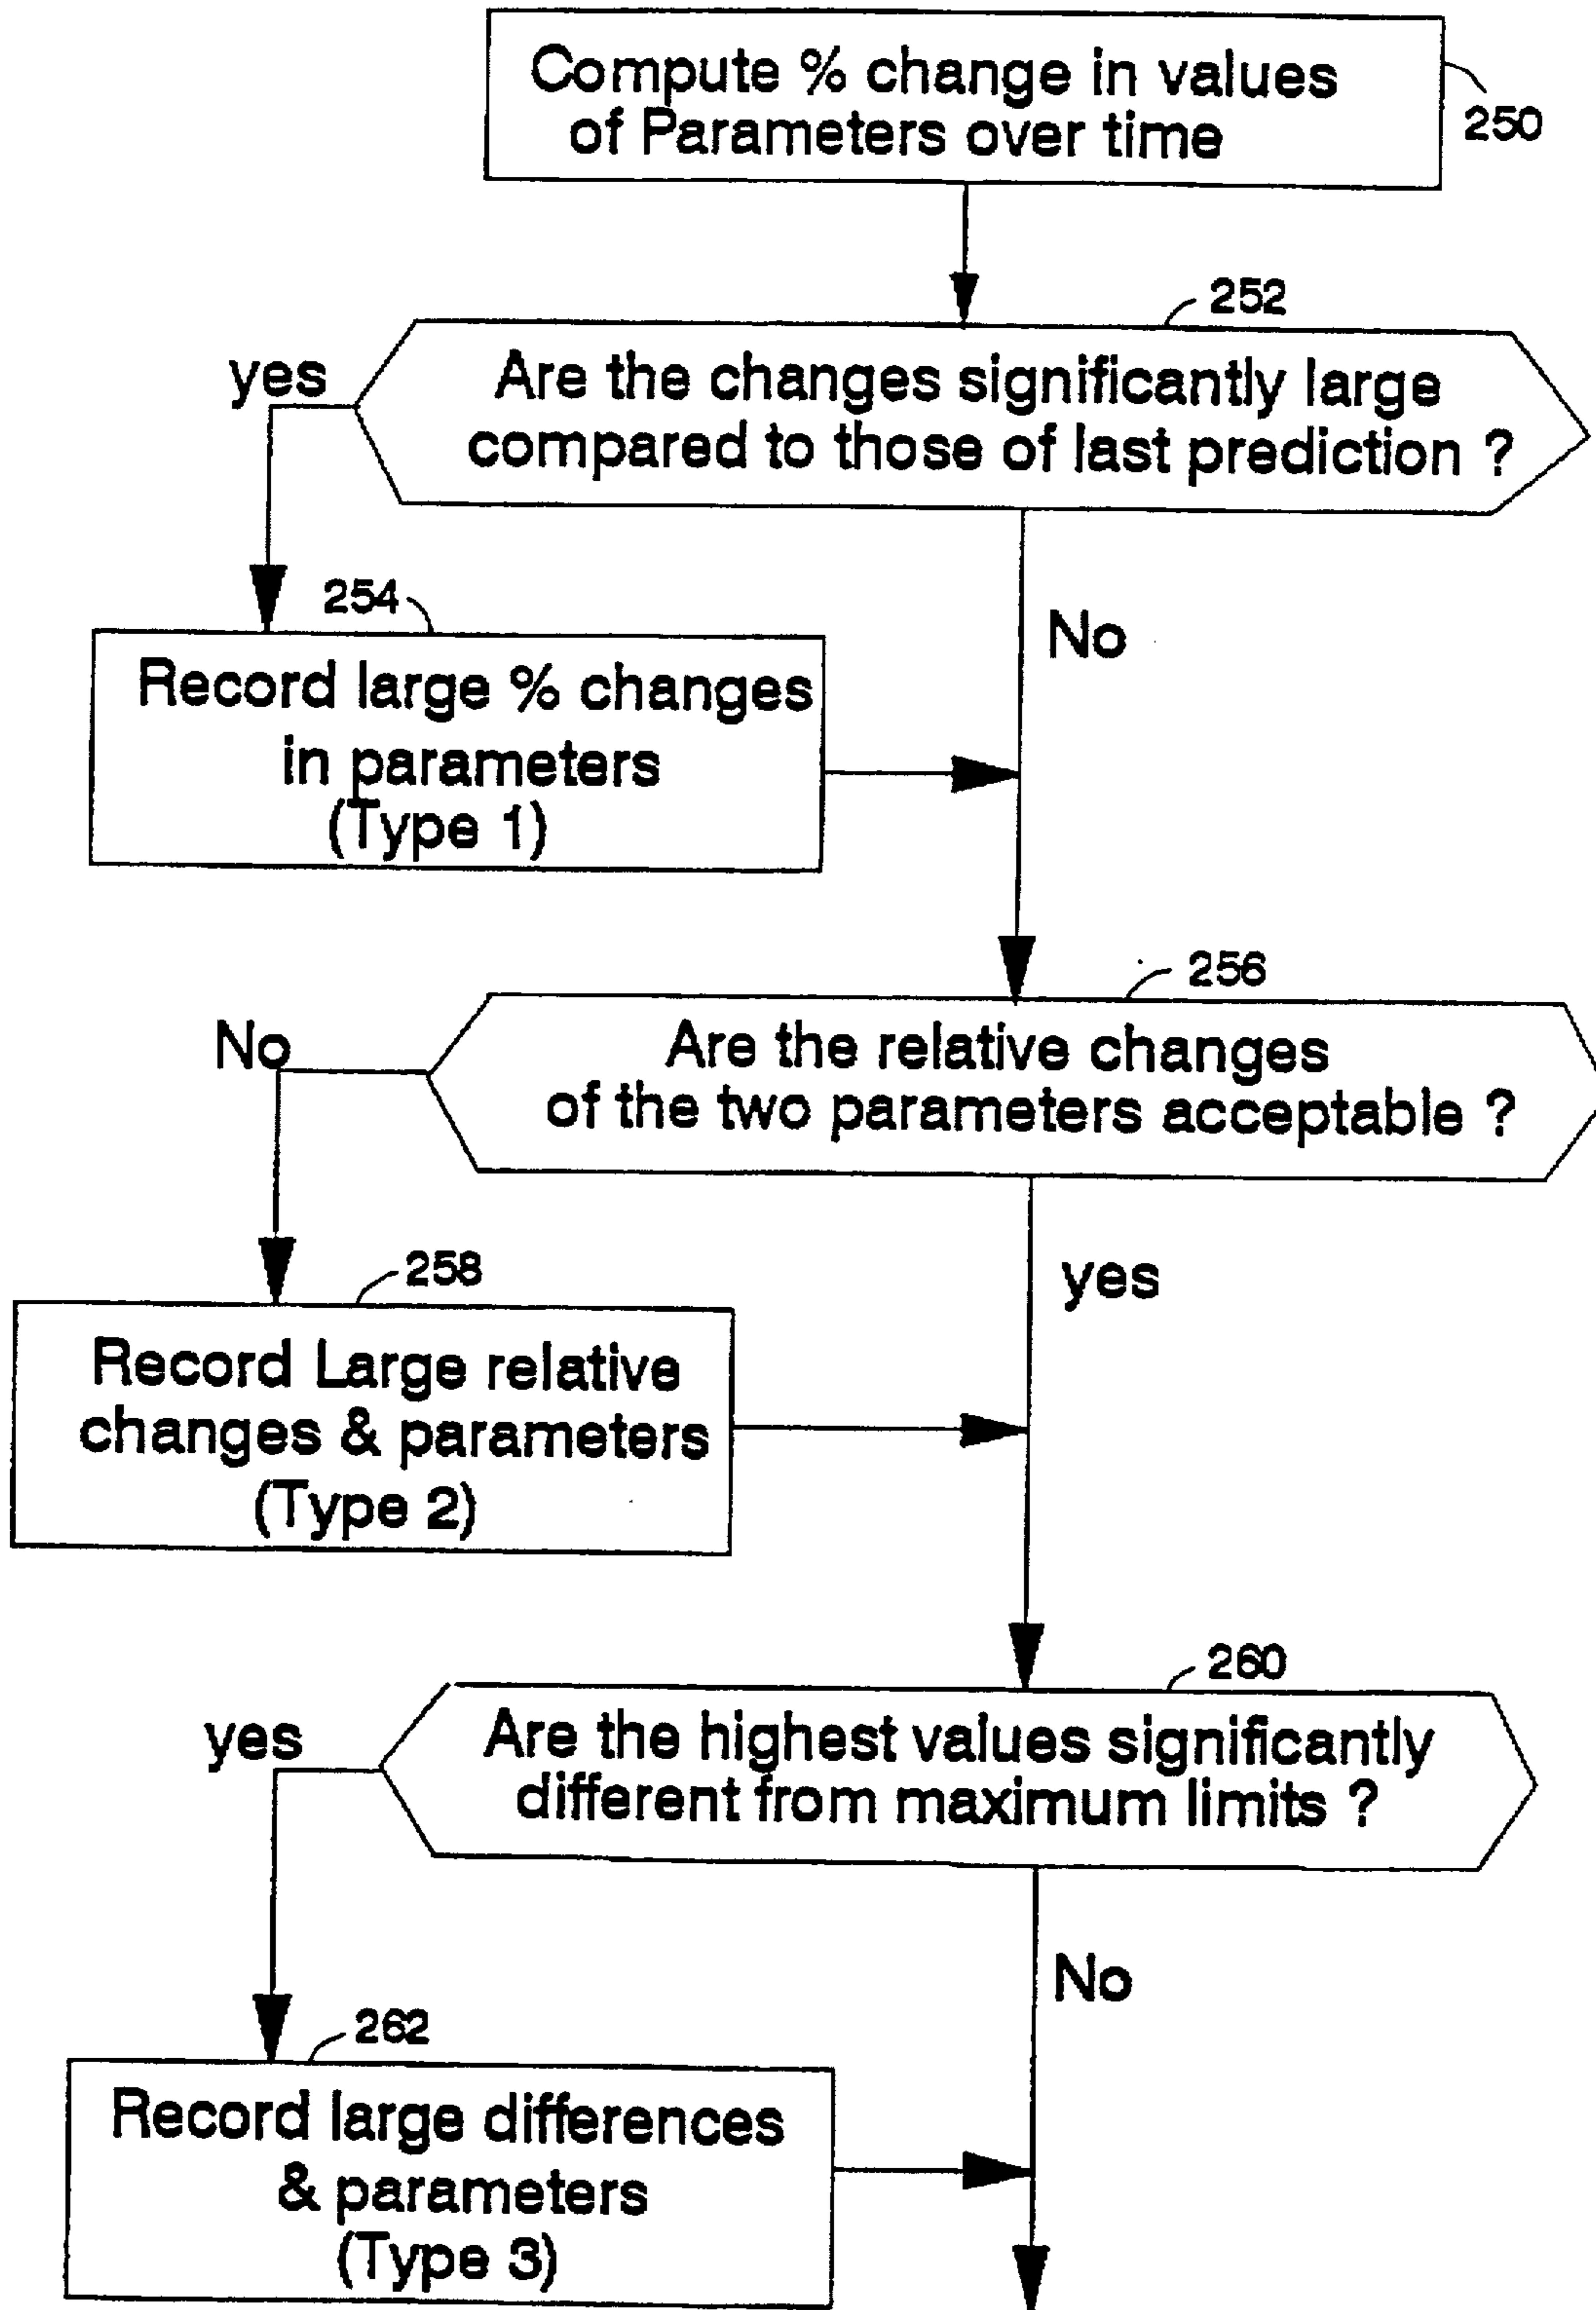 Compute % change in values
of Parameters over time
250
252
yes
Are the changes significantly large
compared to those of last prediction ?
254
No
Record large % changes
in parameters
(Type 1)
256
No
Are the relative changes
of the two parameters acceptable ?
258
yes
Record Large relative
changes & parameters
(Type 2)
260
yes
Are the highest values significantly
different from maximum limits ?
No
262
Record large differences
& parameters
(Type 3)